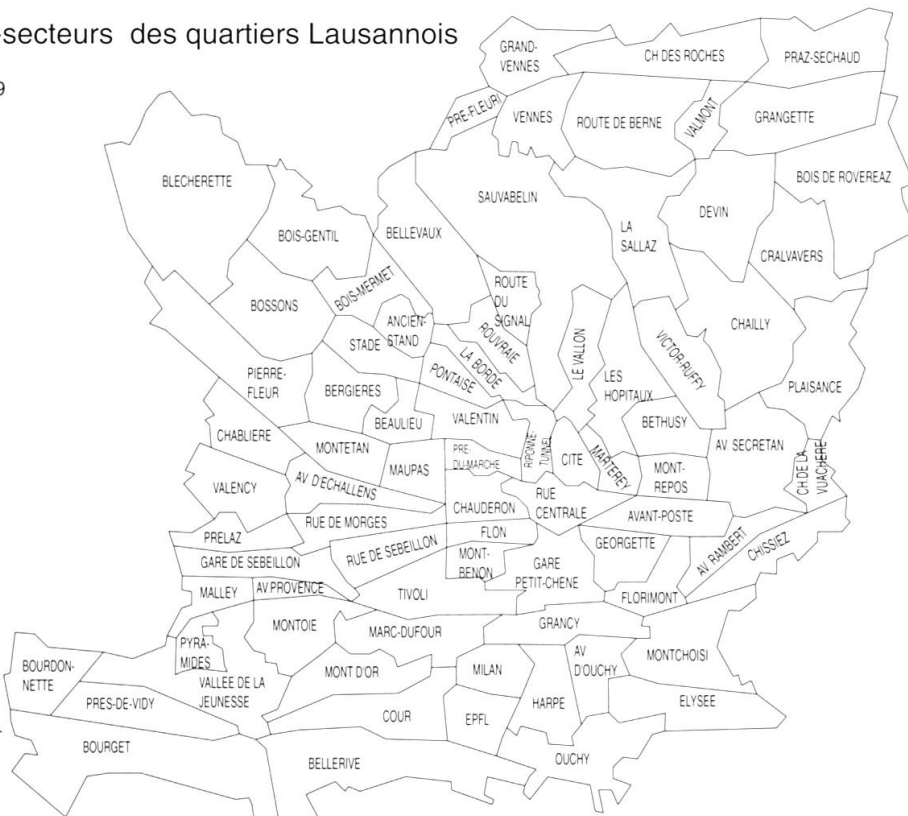 -secteurs des quartiers Lausannois
9
GRAND-
VENNES
CH DES ROCHES
PRAZ-SECHAUD
PRE-FLEURI
VENNES
ROUTE DE BERNE
VALMONT
GRANGETTE
BLECHERETTE
SAUVABELIN
BOIS DE ROVEREAZ
BOIS-GENTIL
BELLEVAUX
LA
SALLAZ
DEVIN
CRALVAVERS
BOSSONS
BOIS-MERMET
ROUTE
DU
SIGNAL
ANCIEN-
STAND
STADE
ROUVRAIE
LE VALLON
VICTOR-RUFFY
CHAILLY
PIERRE-
FLEUR
BERGIERES
LA BORDE
PONTAISE
LES
HOPITAUX
PLAISANCE
BEAULIEU
VALENTIN
BETHUSY
CHABLIERE
MONTETAN
MAUPAS
PRE-
DU-MARCHE
RIPONNE-
TUNNEL
CITE
MARTEREY
MONT-
REPOS
AV SECRETAN
CH DE LA
VUACHERE
VALENCY
AV D'ECHALLENS
CHAUDERON
RUE
CENTRALE
AVANT-POSTE
RUE DE MORGES
PRELAZ
RUE DE SEBEILLON
FLON
GEORGETTE
AV RAMBERT
CHISSIEZ
GARE DE SEBEILLON
MONT-
BENON
GARE
PETIT-CHENE
MALLEY
AV.PROVENCE
TIVOLI
FLORIMONT
MONTOIE
MARC-DUFOUR
GRANCY
PYRA-
MIDES
BOURDON-
NETTE
VALLEE DE LA
JEUNESSE
MONT D'OR
MILAN
AV
D'OUCHY
MONTCHOISI
PRES-DE-VIDY
HARPE
ELYSEE
COUR
EPFL
BOURGET
BELLERIVE
OUCHY